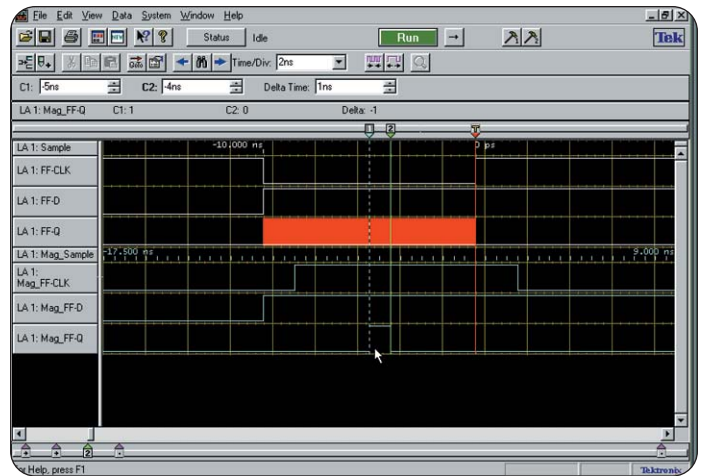 File Edit View Data System Window Help
Status Idle Run Tek
Time/Div: 2ns
C1: -5ns C2: -4ns Delta Time: 1ns
LA 1: Mag_FF-Q C1: 1 C2: 0 Delta: -1
1 2 T
LA 1: Sample -10.000 ns 0 ps
LA 1: FF-CLK
LA 1: FF-D
LA 1: FF-Q
LA 1: Mag_Sample -17.500 ns 9.000 ns
LA 1:
Mag_FF-CLK
LA 1: Mag_FF-D
LA 1: Mag_FF-Q
2
Help, press F1 Tektronix